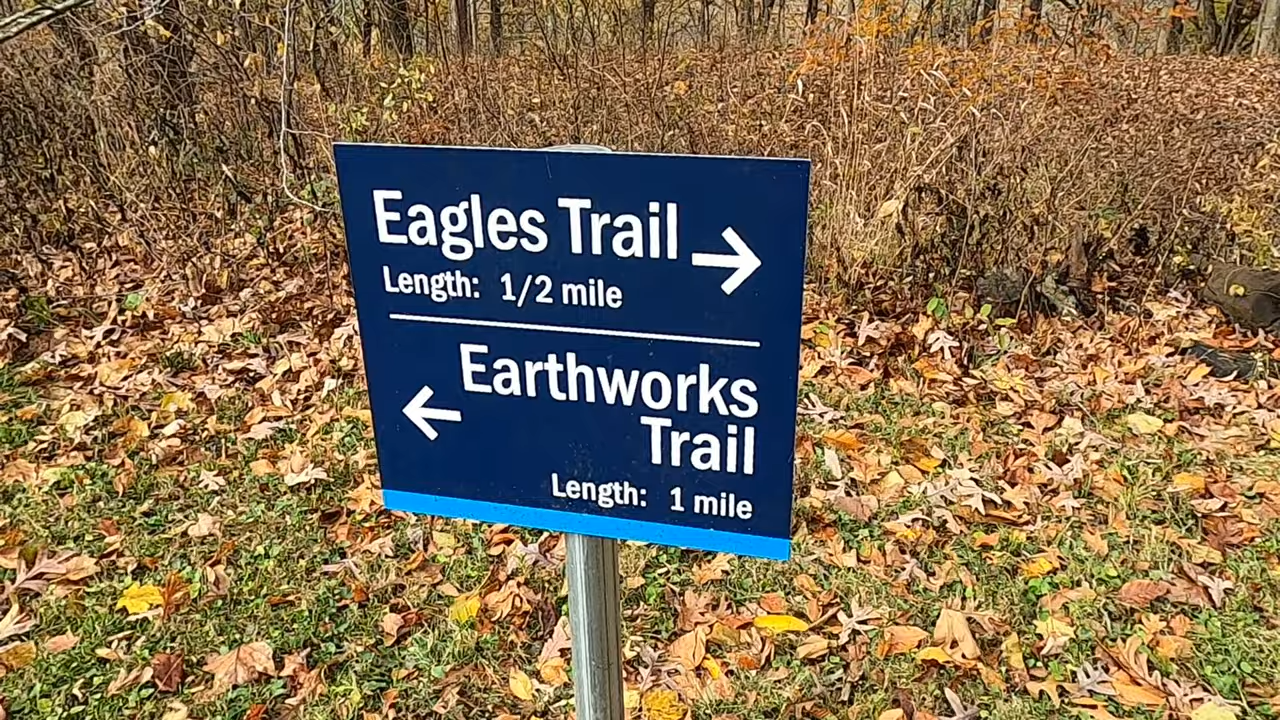 Eagles Trail →
Length: 1/2 mile
← Earthworks
Trail
Length: 1 mile